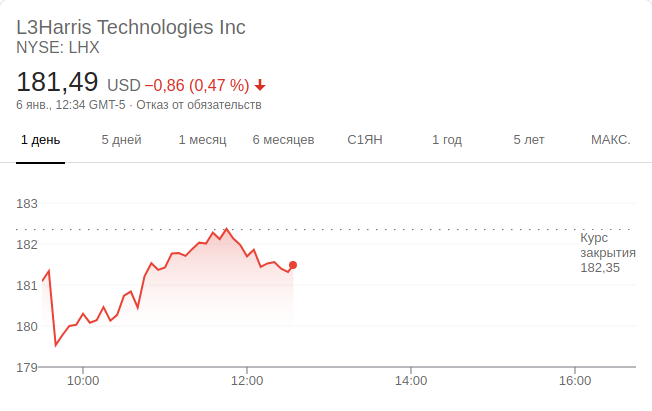 L3Harris Technologies Inc
NYSE: LHX
181,49 USD −0,86 (0,47 %)
6 янв., 12:34 GMT-5 · Отказ от обязательств
1 день 5 дней 1 месяц 6 месяцев С1ЯН 1 год 5 лет МАКС.
183
182
181
180
179
Курс
закрытия
182,35
10:00 12:00 14:00 16:00